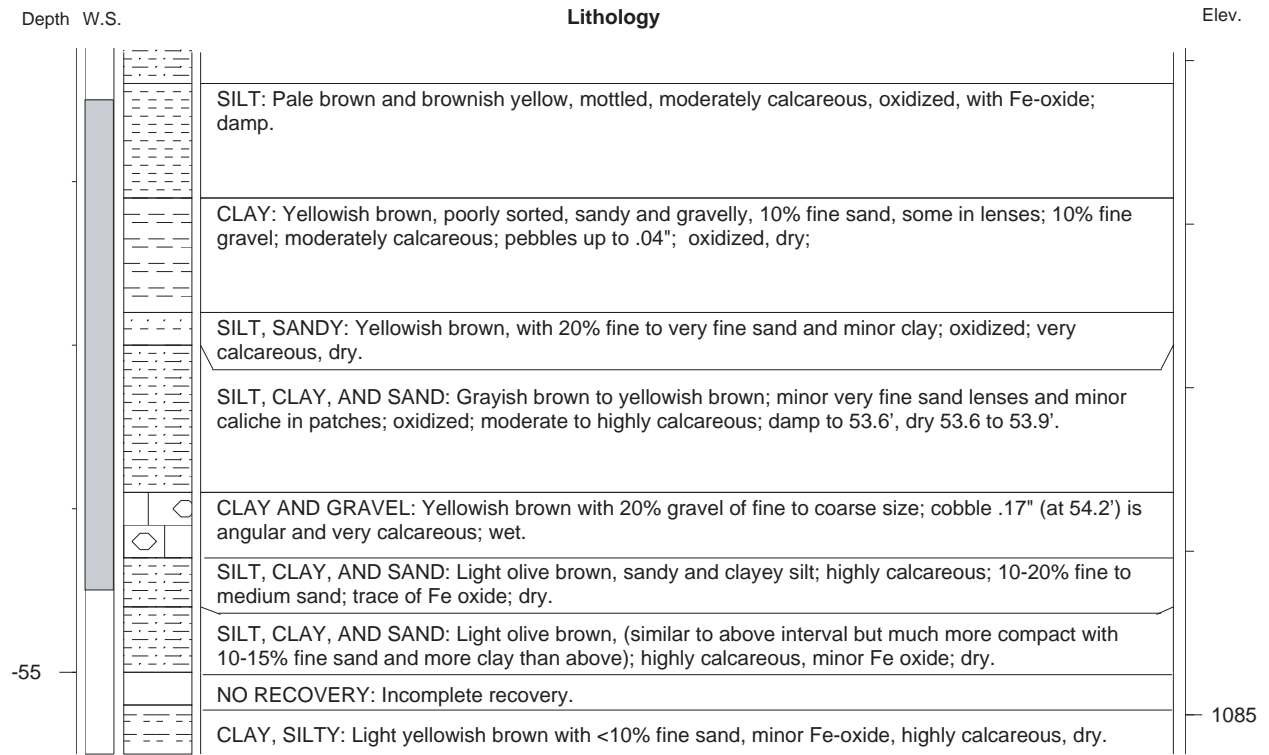 Depth W.S. Lithology Elev.
SILT: Pale brown and brownish yellow, mottled, moderately calcareous, oxidized, with Fe-oxide;
damp.
CLAY: Yellowish brown, poorly sorted, sandy and gravelly, 10% fine sand, some in lenses; 10% fine
gravel; moderately calcareous; pebbles up to .04"; oxidized, dry;
SILT, SANDY: Yellowish brown, with 20% fine to very fine sand and minor clay; oxidized; very
calcareous, dry.
SILT, CLAY, AND SAND: Grayish brown to yellowish brown; minor very fine sand lenses and minor
caliche in patches; oxidized; moderate to highly calcareous; damp to 53.6’, dry 53.6 to 53.9’.
CLAY AND GRAVEL: Yellowish brown with 20% gravel of fine to coarse size; cobble .17" (at 54.2’) is
angular and very calcareous; wet.
SILT, CLAY, AND SAND: Light olive brown, sandy and clayey silt; highly calcareous; 10-20% fine to
medium sand; trace of Fe oxide; dry.
SILT, CLAY, AND SAND: Light olive brown, (similar to above interval but much more compact with
10-15% fine sand and more clay than above); highly calcareous, minor Fe oxide; dry.
-55
NO RECOVERY: Incomplete recovery.
1085
CLAY, SILTY: Light yellowish brown with <10% fine sand, minor Fe-oxide, highly calcareous, dry.